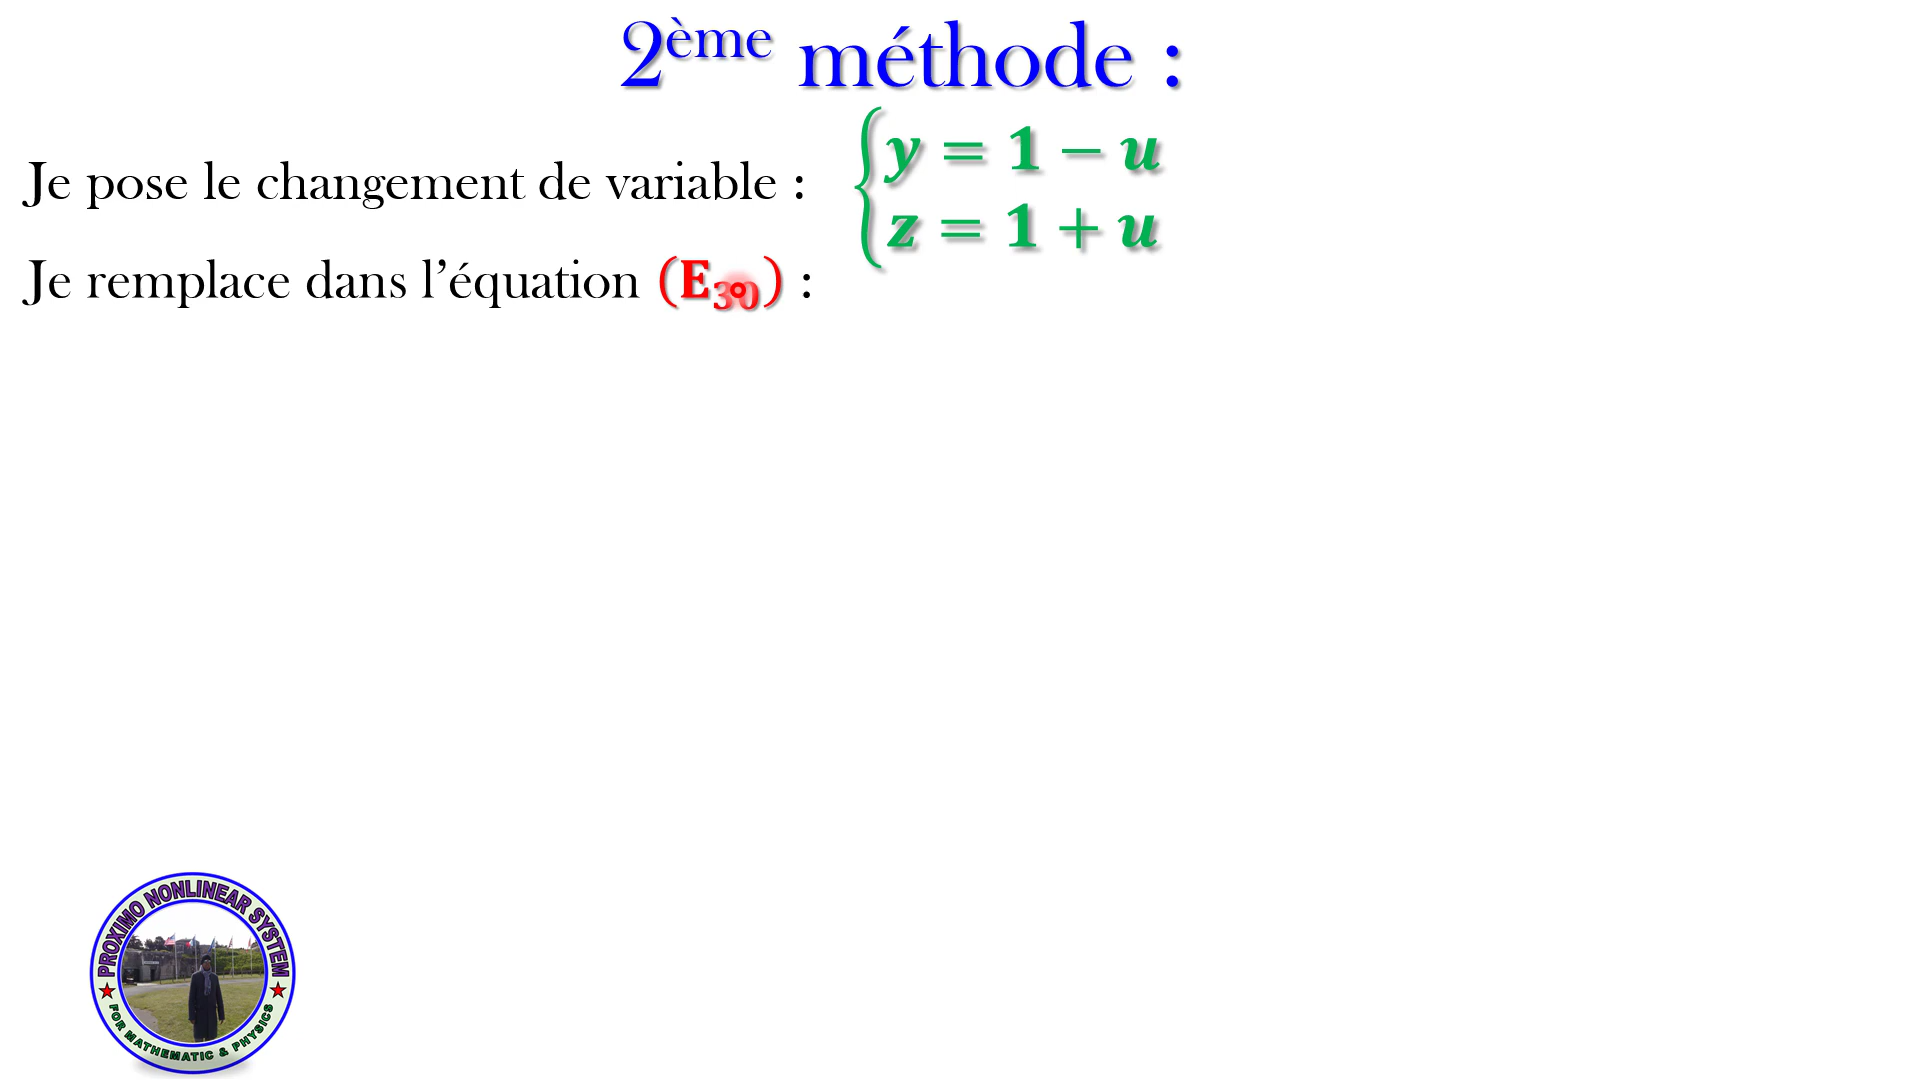 2ème méthode :
Je pose le changement de variable : { y = 1 − u
z = 1 + u
Je remplace dans l’équation (E30) :
PROXIMO NONLINEAR SYSTEM
FOR MATHEMATIC & PHYSICS